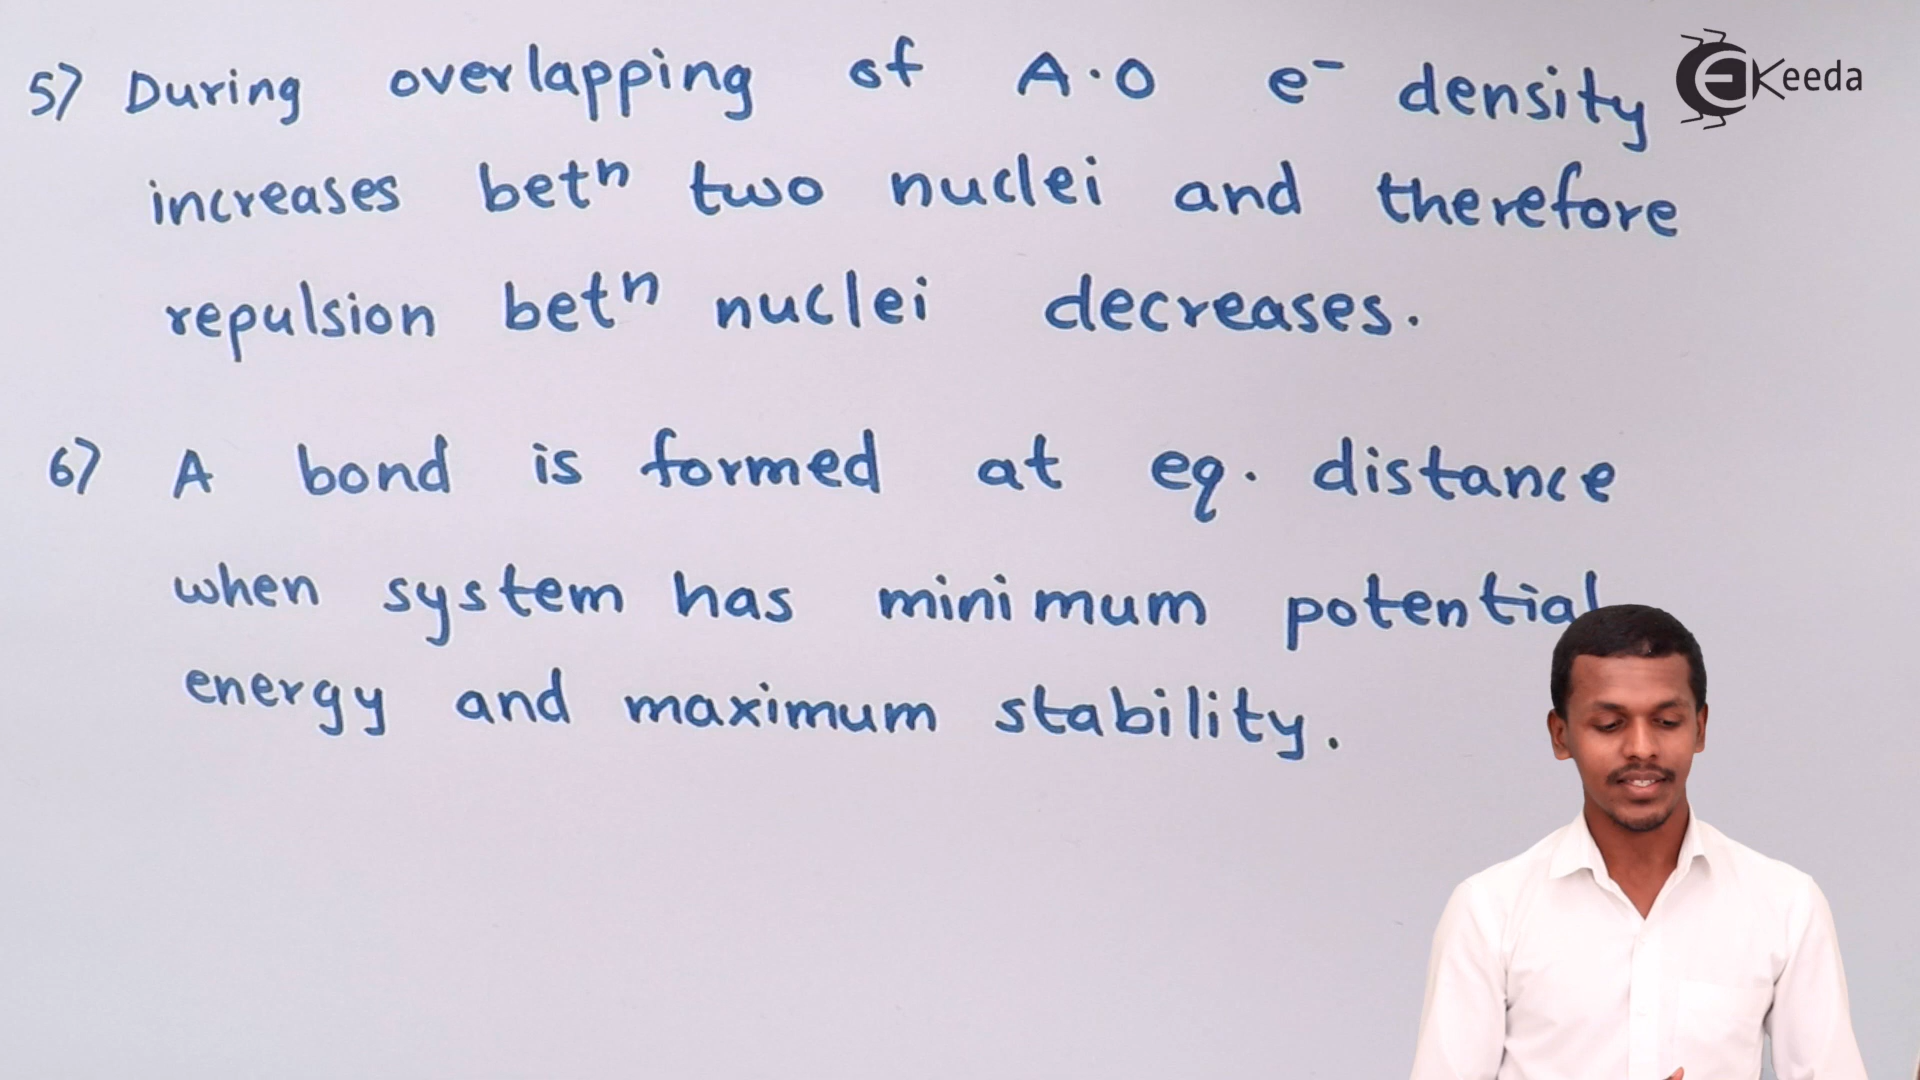 5) During overlapping of A.O e⁻ density
increases betⁿ two nuclei and therefore
repulsion betⁿ nuclei decreases.
6) A bond is formed at eq. distance
when system has minimum potential
energy and maximum stability.
Keeda